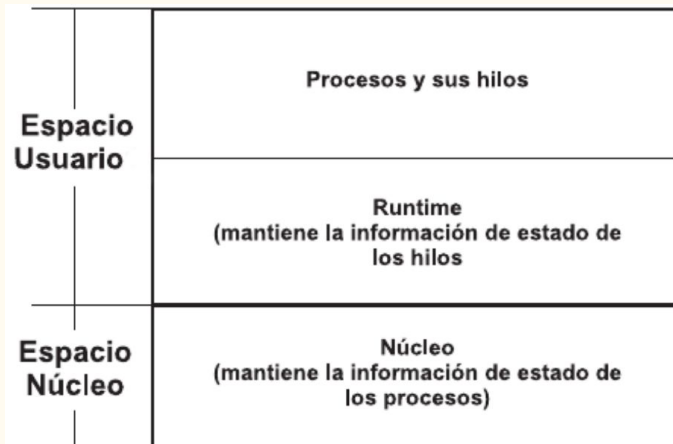 Espacio
Usuario
Procesos y sus hilos
Runtime
(mantiene la información de estado de
los hilos
Espacio
Núcleo
Núcleo
(mantiene la información de estado de
los procesos)